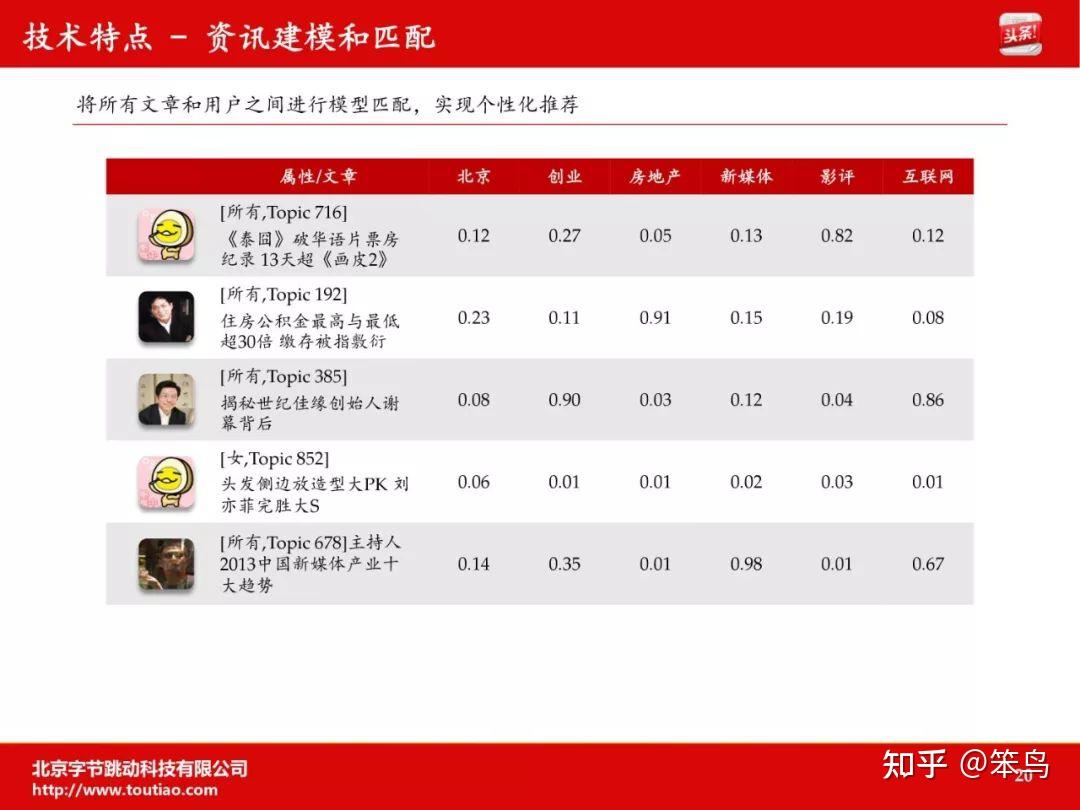 技术特点 - 资讯建模和匹配
头条!
将所有文章和用户之间进行模型匹配，实现个性化推荐
属性/文章 北京 创业 房地产 新媒体 影评 互联网
[所有,Topic 716]
《泰囧》破华语片票房
纪录 13天超《画皮2》
0.12 0.27 0.05 0.13 0.82 0.12
[所有,Topic 192]
住房公积金最高与最低
超30倍 缴存被指敷衍
0.23 0.11 0.91 0.15 0.19 0.08
[所有,Topic 385]
揭秘世纪佳缘创始人谢
幕背后
0.08 0.90 0.03 0.12 0.04 0.86
[女,Topic 852]
头发侧边放造型大PK 刘
亦菲完胜大S
0.06 0.01 0.01 0.02 0.03 0.01
[所有,Topic 678]主持人
2013中国新媒体产业十
大趋势
0.14 0.35 0.01 0.98 0.01 0.67
北京字节跳动科技有限公司
http://www.toutiao.com
知乎 @笨鸟
20